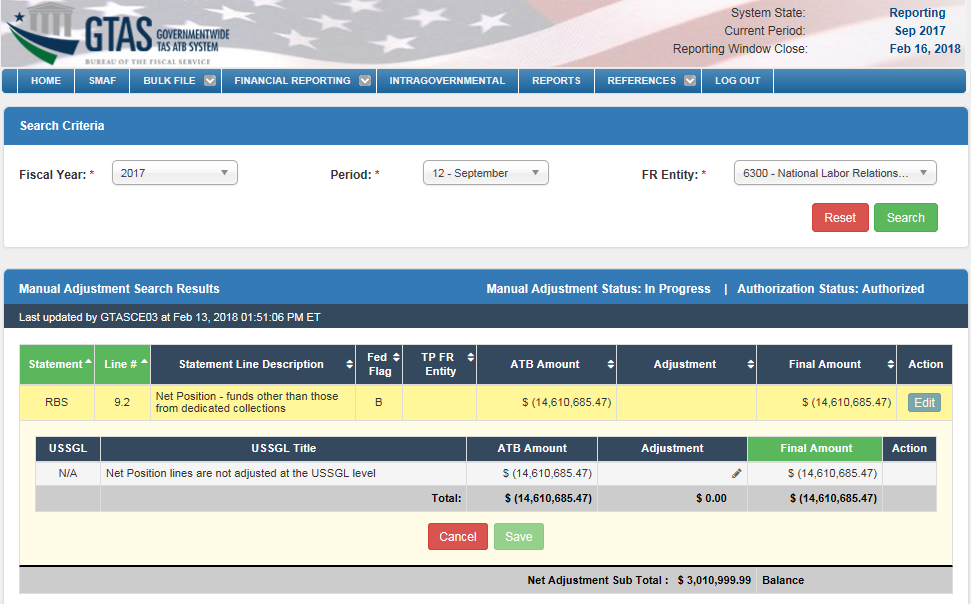 GTAS GOVERNMENTWIDE
TAS ATB SYSTEM
BUREAU OF THE FISCAL SERVICE
System State: Reporting
Current Period: Sep 2017
Reporting Window Close: Feb 16, 2018
HOME SMAF BULK FILE FINANCIAL REPORTING INTRAGOVERNMENTAL REPORTS REFERENCES LOG OUT
Search Criteria
Fiscal Year: * 2017 Period: * 12 - September FR Entity: * 6300 - National Labor Relations...
Reset Search
Manual Adjustment Search Results Manual Adjustment Status: In Progress | Authorization Status: Authorized
Last updated by GTASCE03 at Feb 13, 2018 01:51:06 PM ET
Statement Line # Statement Line Description Fed Flag TP FR Entity ATB Amount Adjustment Final Amount Action
RBS 9.2 Net Position - funds other than those from dedicated collections B $ (14,610,685.47) $ (14,610,685.47) Edit
USSGL USSGL Title ATB Amount Adjustment Final Amount Action
N/A Net Position lines are not adjusted at the USSGL level $ (14,610,685.47) $ (14,610,685.47)
Total: $ (14,610,685.47) $ 0.00 $ (14,610,685.47)
Cancel Save
Net Adjustment Sub Total : $ 3,010,999.99 Balance